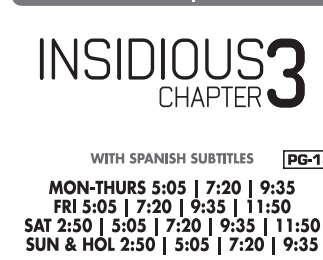 INSIDIOUS
CHAPTER 3
WITH SPANISH SUBTITLES
MON-THURS 5:05 | 7:20 | 9:35
FRI 5:05 | 7:20 | 9:35 | 11:50
SAT 2:50 | 5:05 | 7:20 | 9:35 | 11:50
SUN & HOL 2:50 | 5:05 | 7:20 | 9:35